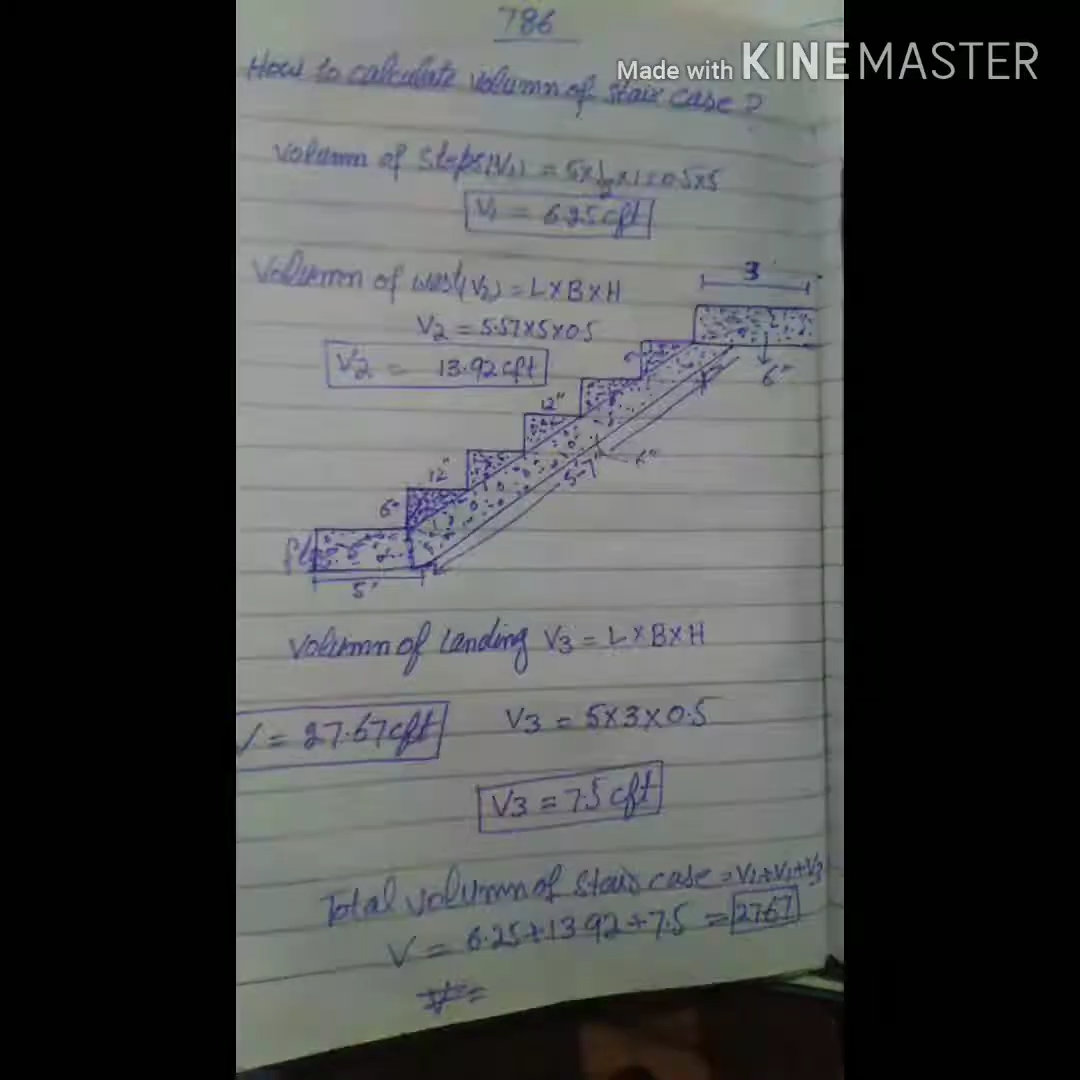 786
Made with KINEMASTER
How to calculate Volumn of Stair case?
Volumn of Steps(V1) = 5×1/2×1×0.5×5
V1 = 6.25 cft
Volumn of west(V2) = L×B×H
V2 = 5.57×5×0.5
V2 = 13.92 cft
3
6"
12"
12"
6"
5-7"
5'
Volumn of Landing V3 = L×B×H
V = 27.67 cft
V3 = 5×3×0.5
V3 = 7.5 cft
Total Volumn of Stair case = V1+V1+V3
V = 6.25+13.92+7.5 = 27.67
V =